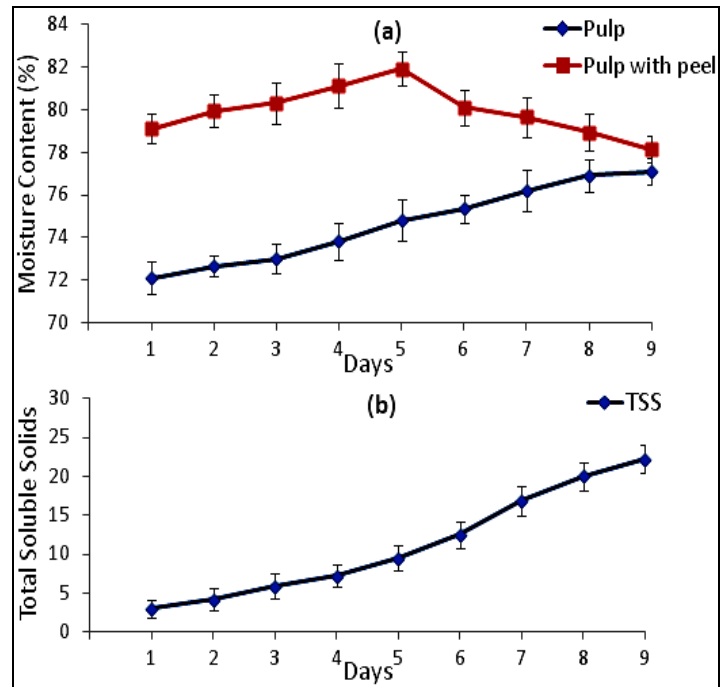 (a)
Pulp
Pulp with peel
Moisture Content (%)
84
82
80
78
76
74
72
70
1 2 3 4 5 6 7 8 9
Days
(b)
TSS
Total Soluble Solids
30
25
20
15
10
5
0
1 2 3 4 5 6 7 8 9
Days